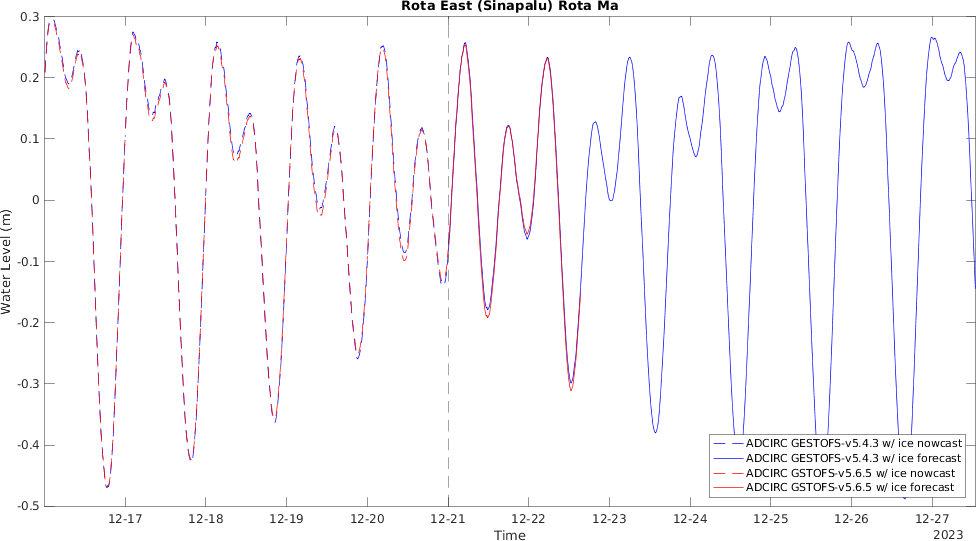 Rota East (Sinapalu) Rota Ma
Water Level (m)
0.3
0.2
0.1
0
-0.1
-0.2
-0.3
-0.4
-0.5
ADCIRC GESTOFS-v5.4.3 w/ ice nowcast
ADCIRC GESTOFS-v5.4.3 w/ ice forecast
ADCIRC GSTOFS-v5.6.5 w/ ice nowcast
ADCIRC GSTOFS-v5.6.5 w/ ice forecast
12-17 12-18 12-19 12-20 12-21 12-22 12-23 12-24 12-25 12-26 12-27
Time
2023